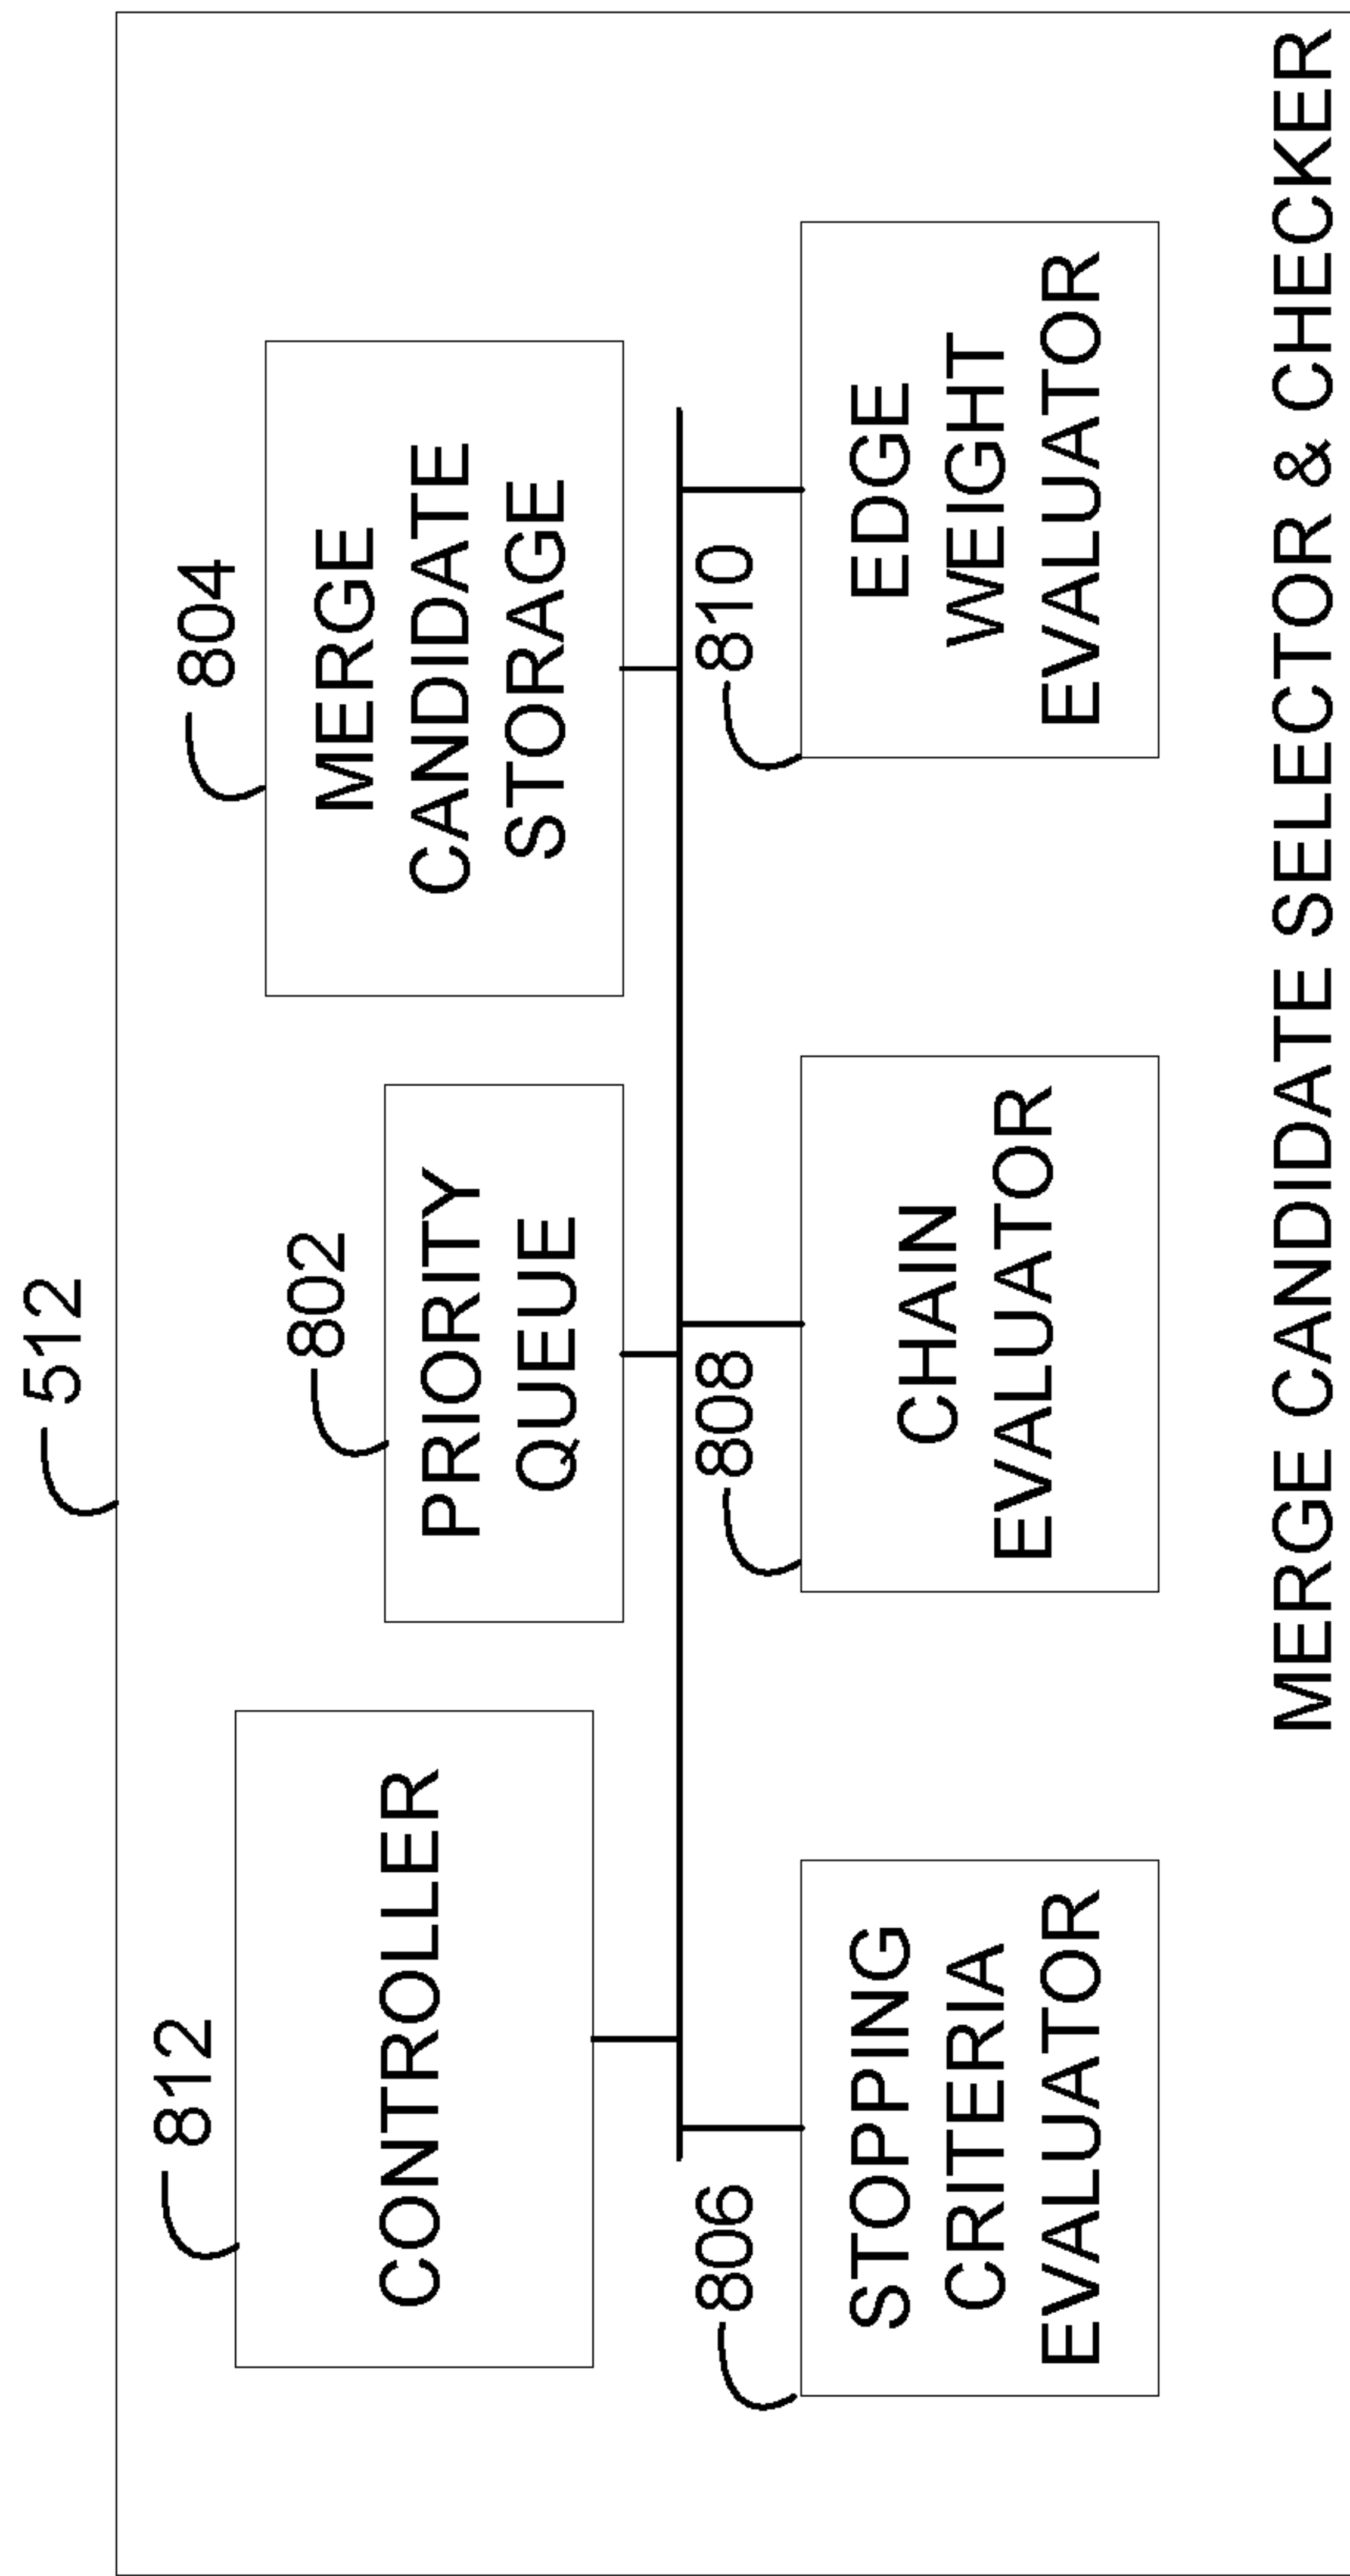 512
812
CONTROLLER
802
PRIORITY
QUEUE
804
MERGE
CANDIDATE
STORAGE
806
STOPPING
CRITERIA
EVALUATOR
808
CHAIN
EVALUATOR
810
EDGE
WEIGHT
EVALUATOR
MERGE CANDIDATE SELECTOR & CHECKER